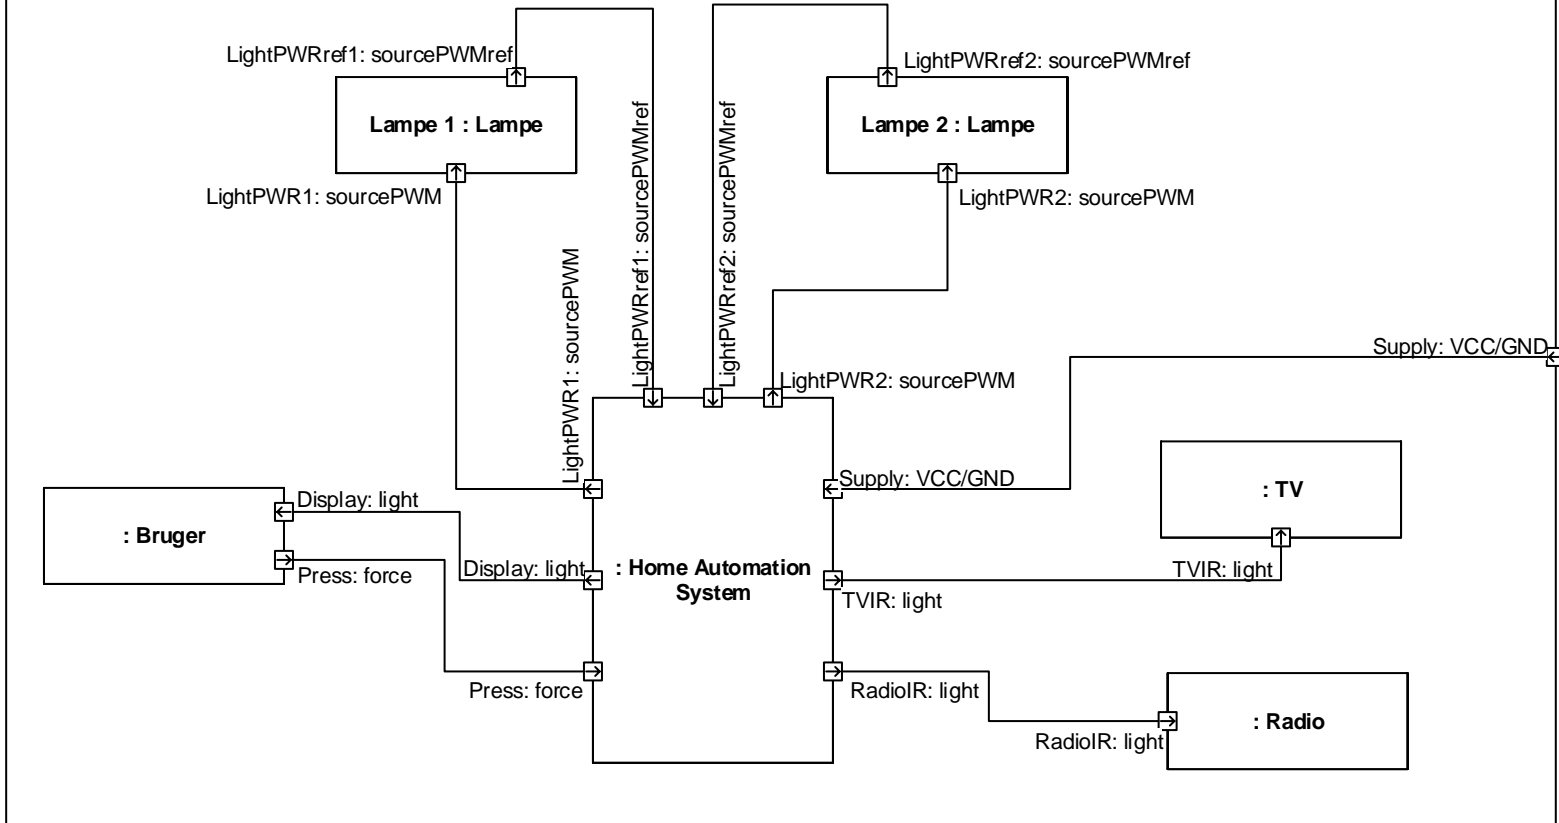 LightPWRref1: sourcePWMref
LightPWRref2: sourcePWMref
Lampe 1 : Lampe
Lampe 2 : Lampe
LightPWR1: sourcePWM
LightPWR2: sourcePWM
LightPWR1: sourcePWM
LightPWRref1: sourcePWMref
LightPWRref2: sourcePWMref
LightPWR2: sourcePWM
Supply: VCC/GND
Supply: VCC/GND
: TV
Display: light
: Bruger
Press: force
Display: light
: Home Automation
System
TVIR: light
TVIR: light
Press: force
RadioIR: light
: Radio
RadioIR: light